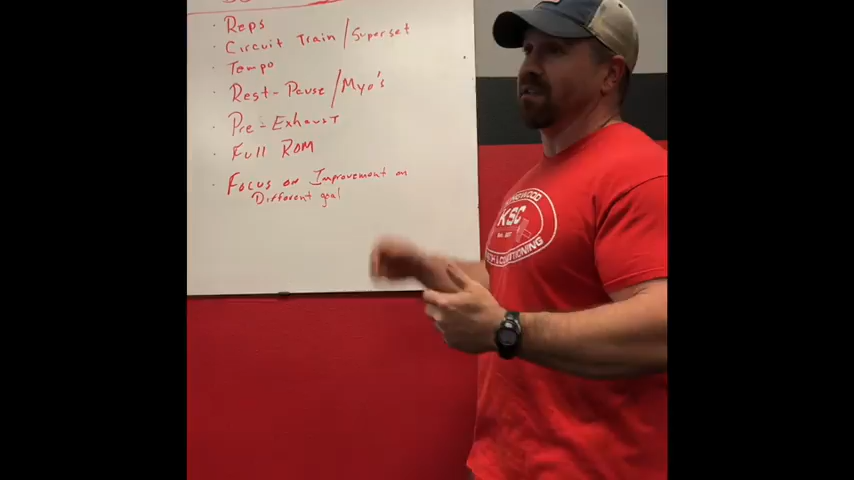 · Reps
· Circuit Train / Superset
· Tempo
· Rest-Pause / Myo's
· Pre-Exhaust
· Full ROM
· Focus on Improvement on
Different goal
KSC